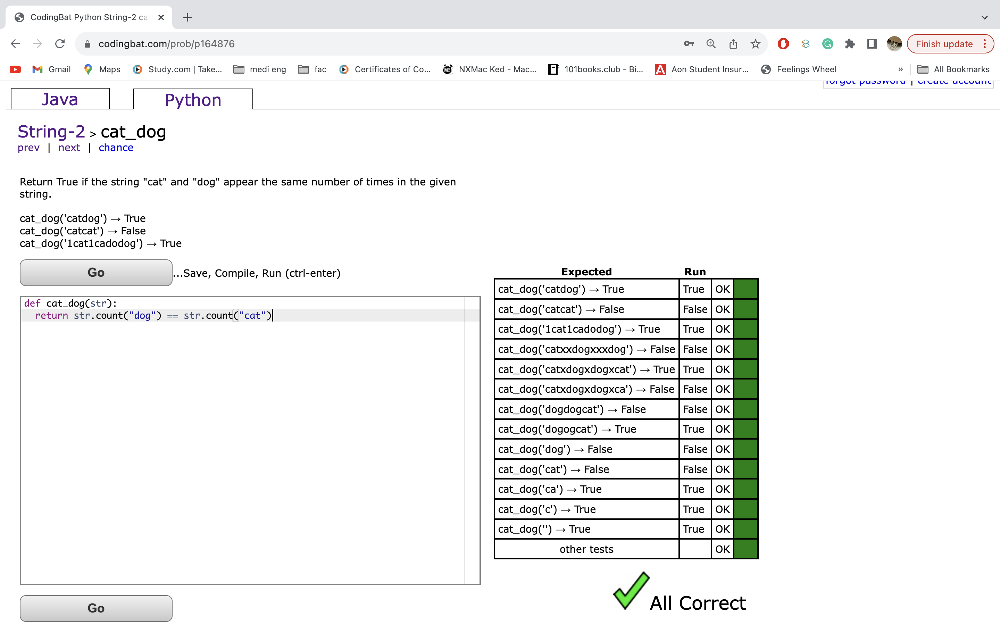 CodingBat Python String-2 ca
codingbat.com/prob/p164876
Finish update
Gmail
Maps
Study.com | Take...
medi eng
fac
Certificates of Co...
NXMac Ked - Mac...
101books.club - Bi...
Aon Student Insur...
Feelings Wheel
»
All Bookmarks
forgot password | create account
Java
Python
String-2 > cat_dog
prev | next | chance
Return True if the string "cat" and "dog" appear the same number of times in the given
string.
cat_dog('catdog') → True
cat_dog('catcat') → False
cat_dog('1cat1cadodog') → True
Go ...Save, Compile, Run (ctrl-enter)
def cat_dog(str):
  return str.count("dog") == str.count("cat")
Go
Expected Run
cat_dog('catdog') → True True OK
cat_dog('catcat') → False False OK
cat_dog('1cat1cadodog') → True True OK
cat_dog('catxxdogxxxdog') → False False OK
cat_dog('catxdogxdogxcat') → True True OK
cat_dog('catxdogxdogxca') → False False OK
cat_dog('dogdogcat') → False False OK
cat_dog('dogogcat') → True True OK
cat_dog('dog') → False False OK
cat_dog('cat') → False False OK
cat_dog('ca') → True True OK
cat_dog('c') → True True OK
cat_dog('') → True True OK
other tests OK
All Correct